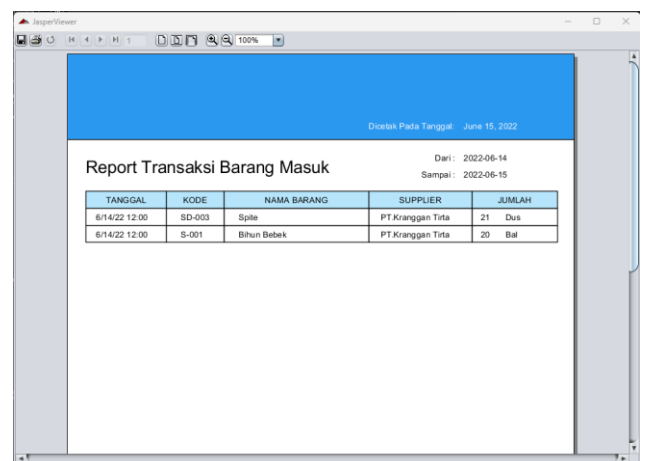 JasperViewer
1 100%
Dicetak Pada Tanggal: June 15, 2022
Report Transaksi Barang Masuk
Dari : 2022-06-14
Sampai : 2022-06-15
TANGGAL KODE NAMA BARANG SUPPLIER JUMLAH
6/14/22 12:00 SD-003 Spite PT.Kranggan Tirta 21 Dus
6/14/22 12:00 S-001 Bihun Bebek PT.Kranggan Tirta 20 Bal